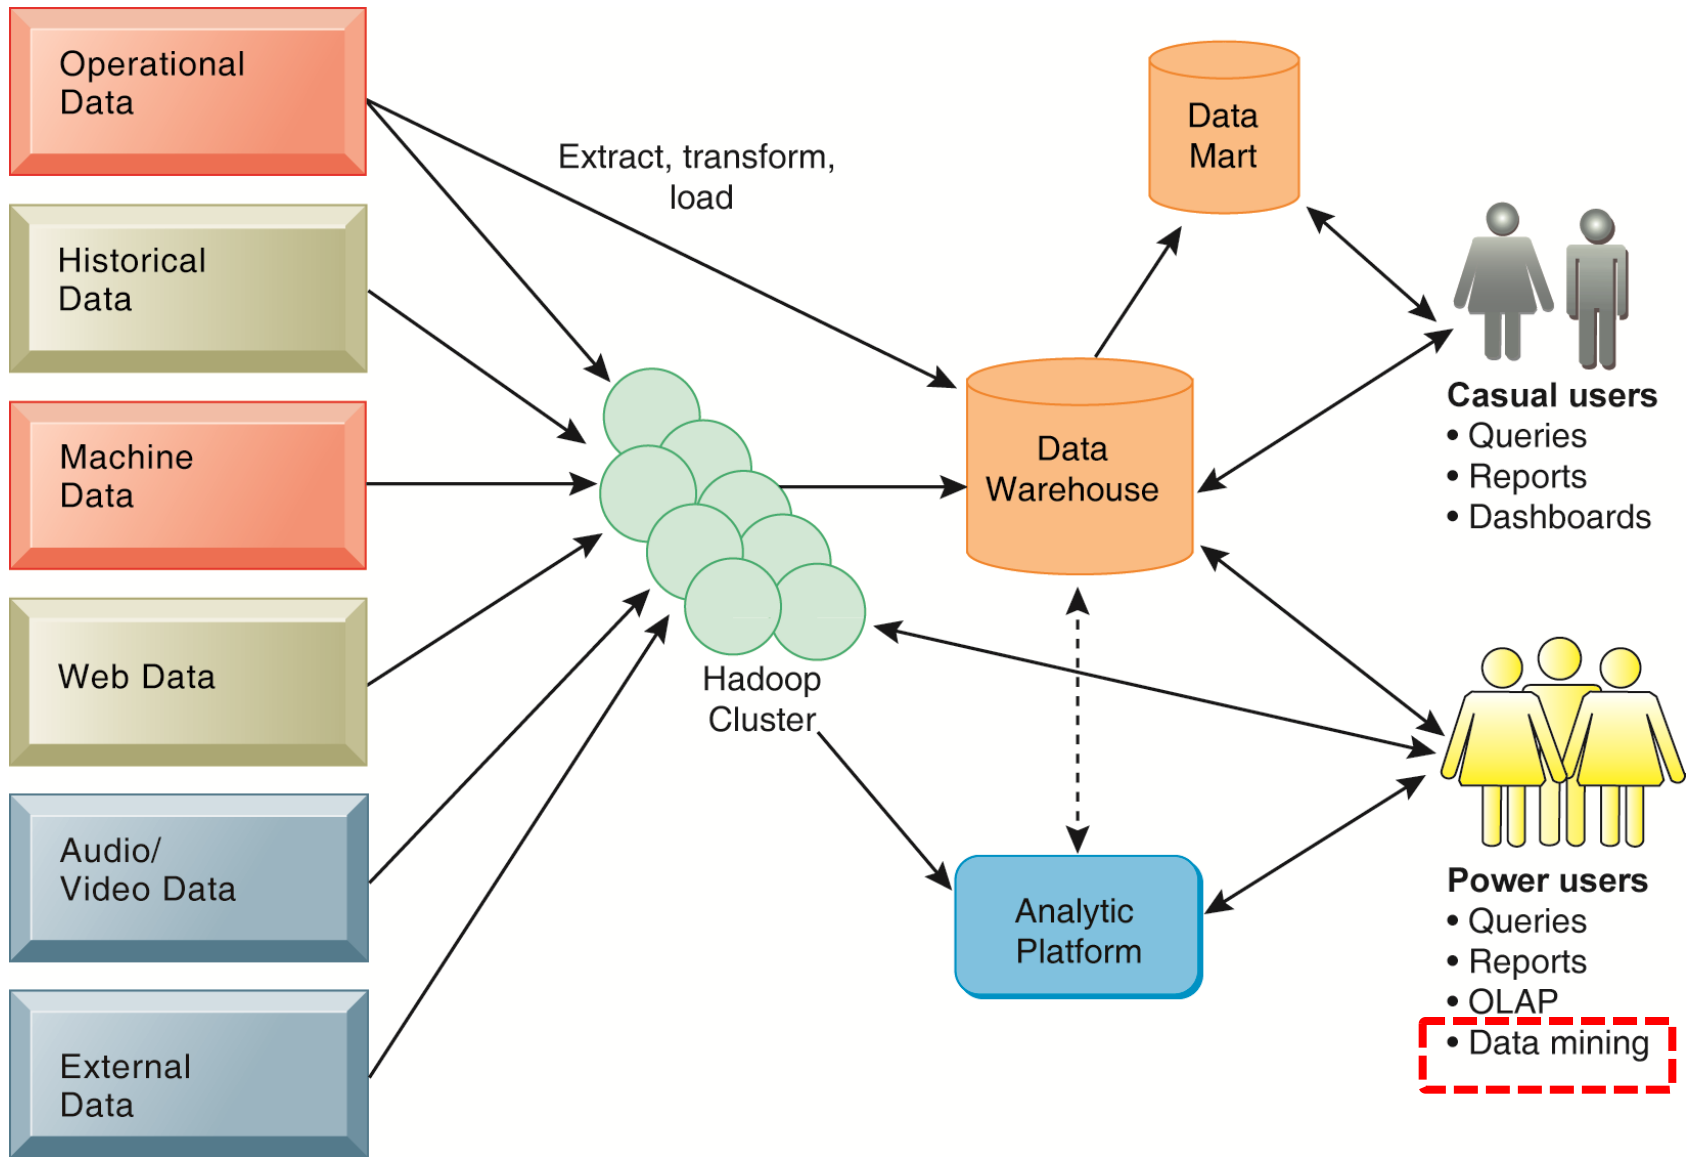 Operational
Data
Historical
Data
Machine
Data
Web Data
Audio/
Video Data
External
Data
Extract, transform,
load
Hadoop
Cluster
Data
Mart
Data
Warehouse
Analytic
Platform
Casual users
• Queries
• Reports
• Dashboards
Power users
• Queries
• Reports
• OLAP
• Data mining